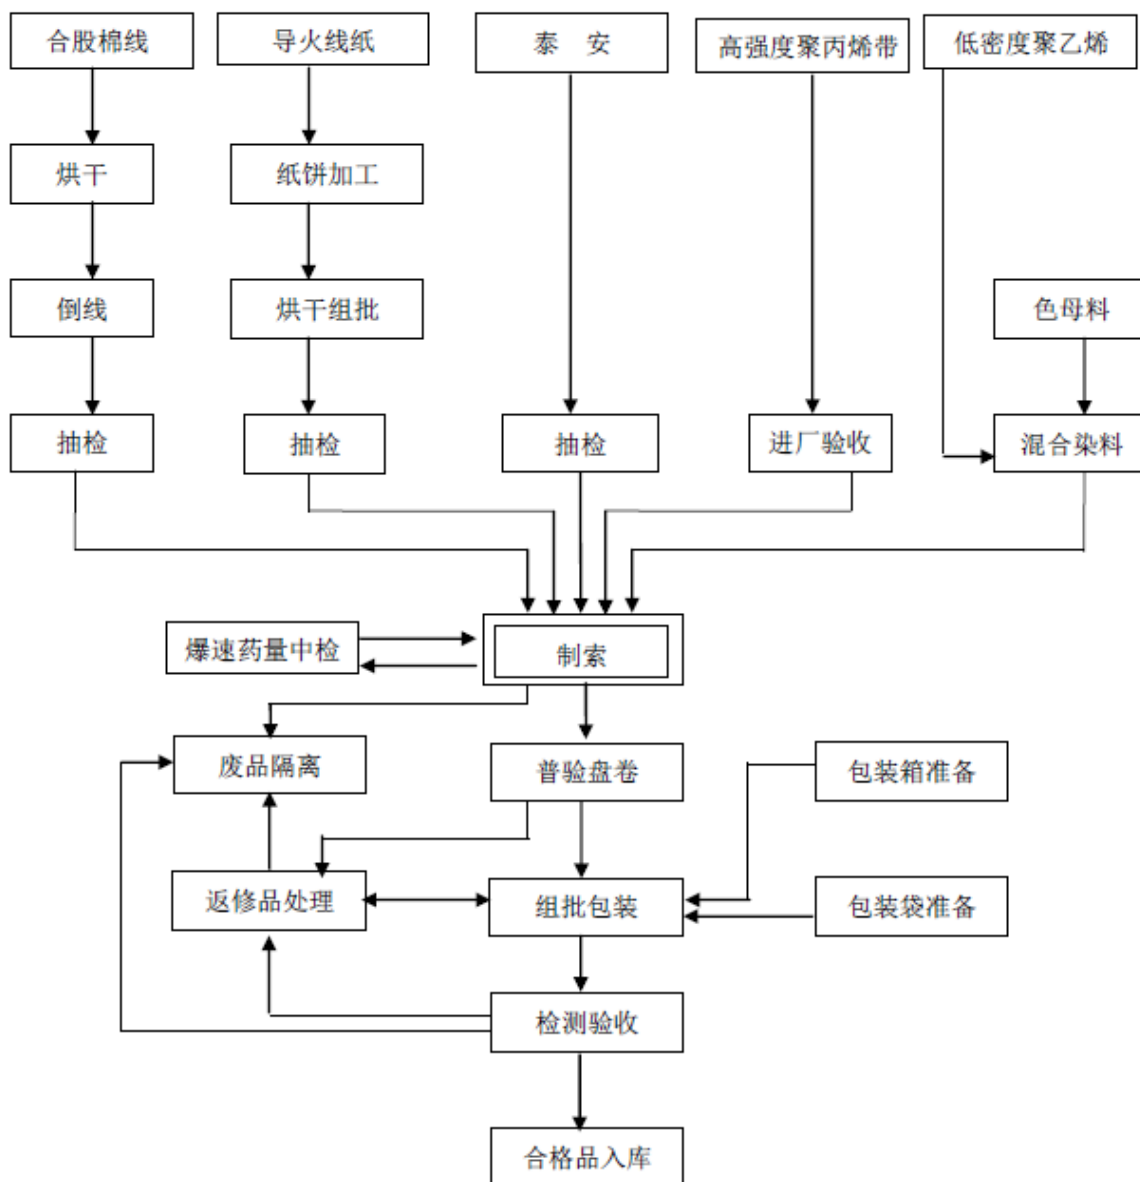 合股棉线
导火线纸
泰 安
高强度聚丙烯带
低密度聚乙烯
烘干
纸饼加工
倒线
烘干组批
色母料
抽检
抽检
抽检
进厂验收
混合染料
爆速药量中检
制索
废品隔离
普验盘卷
包装箱准备
返修品处理
组批包装
包装袋准备
检测验收
合格品入库